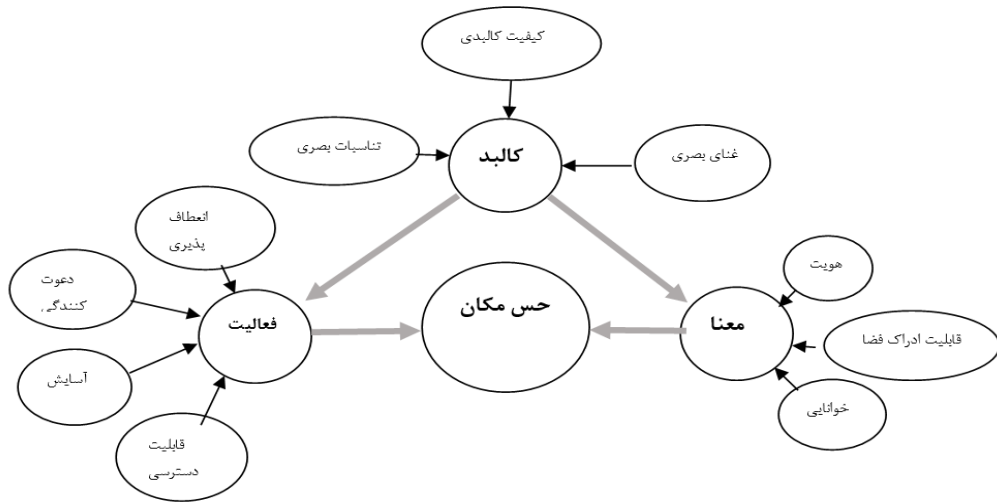 کیفیت کالبدی
تناسبات بصری
کالبد
غنای بصری
انعطاف
پذیری
دعوت
کنندگی
فعالیت
آسایش
قابلیت
دسترسی
حس مکان
هویت
معنا
قابلیت ادراک فضا
خوانایی